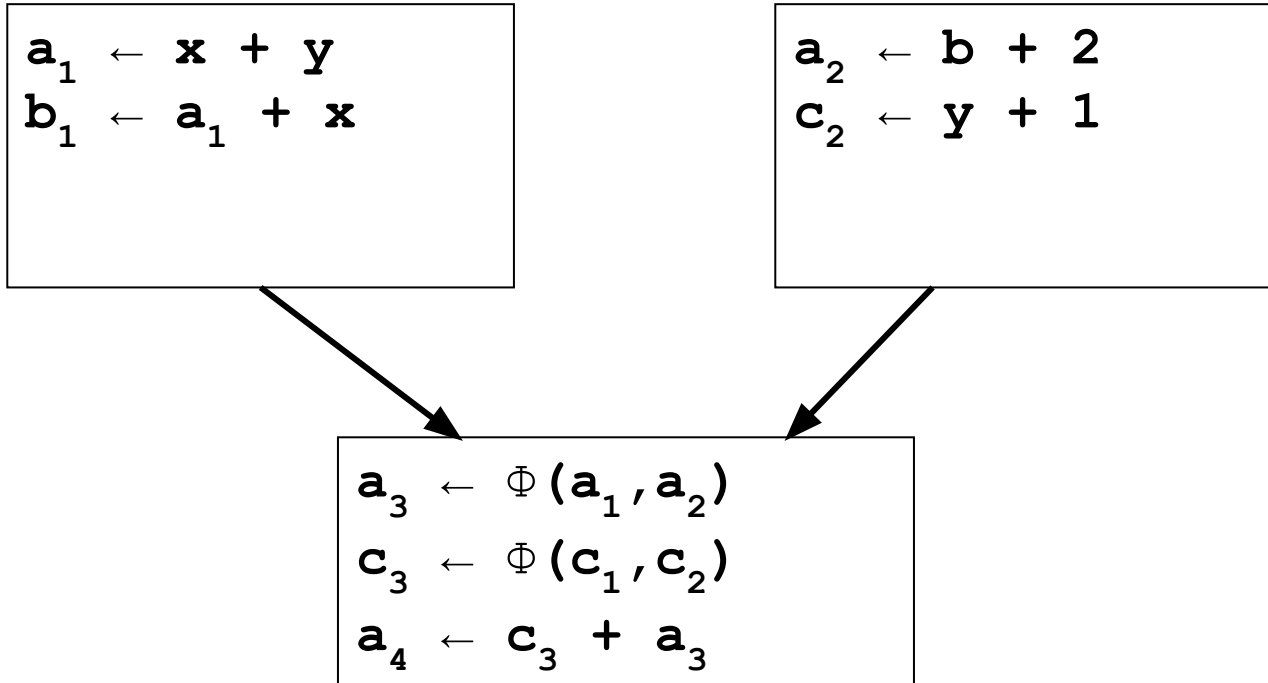 a₁ ← x + y
b₁ ← a₁ + x
a₂ ← b + 2
c₂ ← y + 1
a₃ ← Φ(a₁,a₂)
c₃ ← Φ(c₁,c₂)
a₄ ← c₃ + a₃